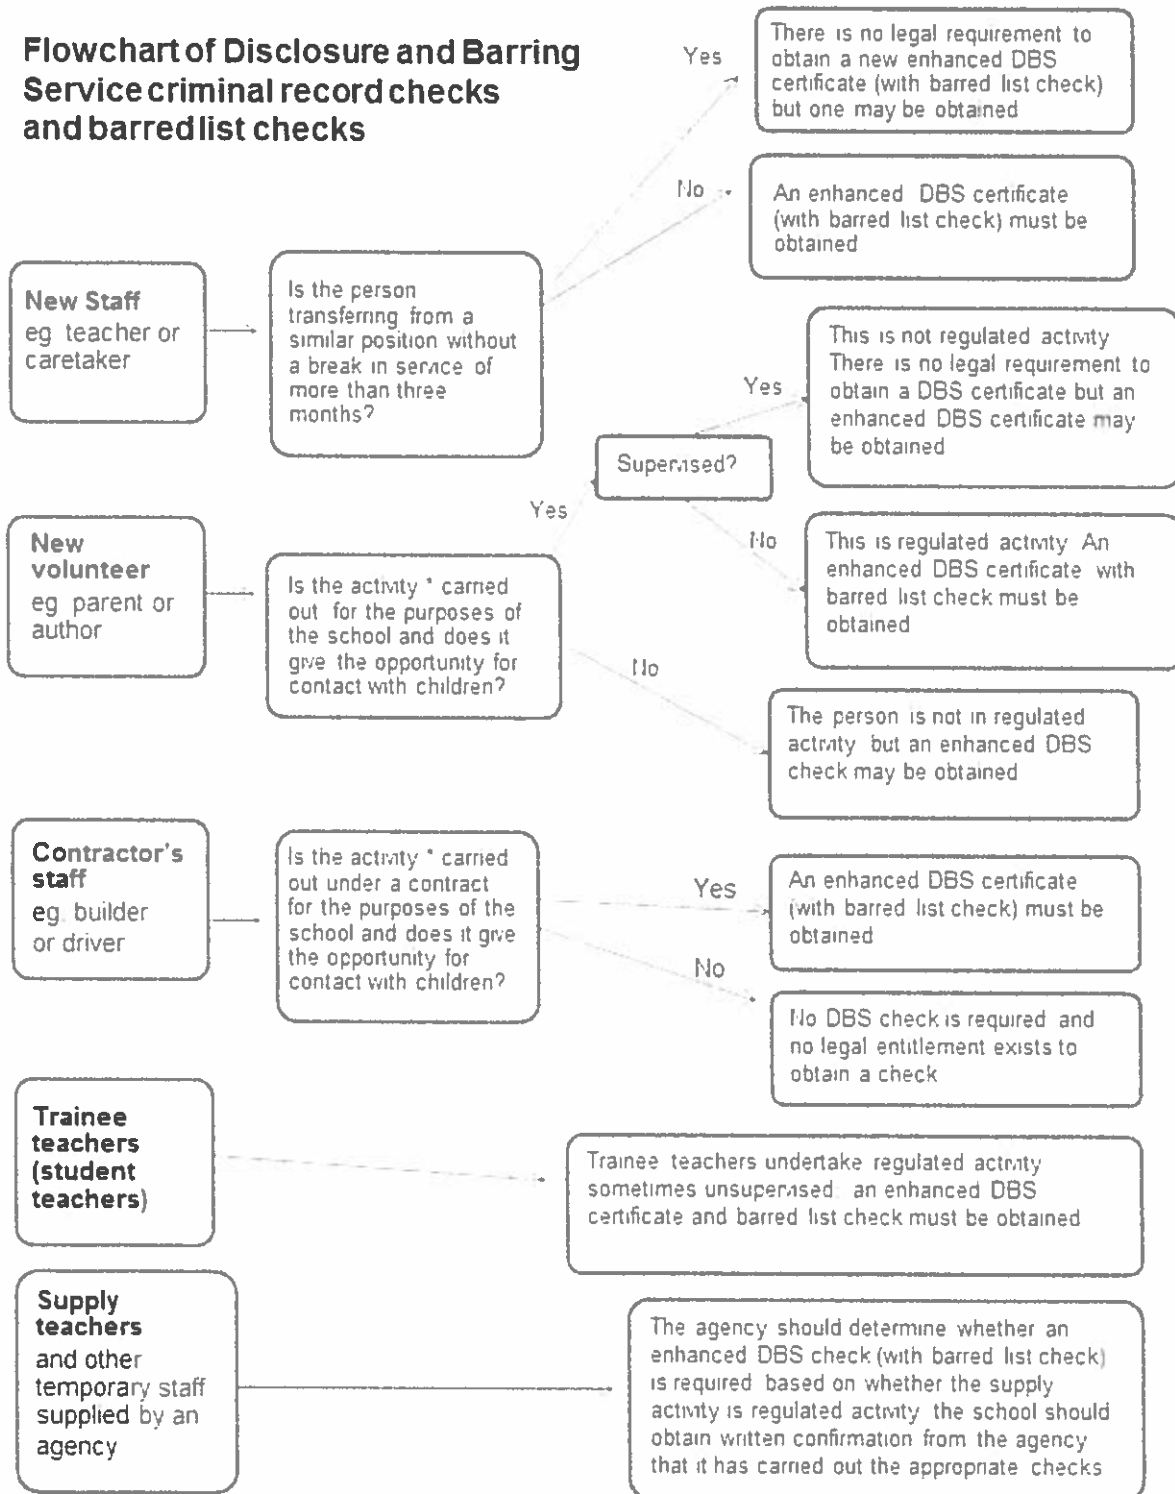 Flowchart of Disclosure and Barring
Service criminal record checks
and barred list checks
Yes
There is no legal requirement to
obtain a new enhanced DBS
certificate (with barred list check)
but one may be obtained
No
An enhanced DBS certificate
(with barred list check) must be
obtained
New Staff
eg teacher or
caretaker
Is the person
transferring from a
similar position without
a break in service of
more than three
months?
This is not regulated activity
There is no legal requirement to
obtain a DBS certificate but an
enhanced DBS certificate may
be obtained
Yes
Supervised?
Yes
No
This is regulated activity An
enhanced DBS certificate with
barred list check must be
obtained
New
volunteer
eg parent or
author
Is the activity * carried
out for the purposes of
the school and does it
give the opportunity for
contact with children?
No
The person is not in regulated
activity but an enhanced DBS
check may be obtained
Contractor's
staff
eg. builder
or driver
Is the activity * carried
out under a contract
for the purposes of the
school and does it give
the opportunity for
contact with children?
Yes
An enhanced DBS certificate
(with barred list check) must be
obtained
No
No DBS check is required and
no legal entitlement exists to
obtain a check
Trainee
teachers
(student
teachers)
Trainee teachers undertake regulated activity
sometimes unsupervised: an enhanced DBS
certificate and barred list check must be obtained
Supply
teachers
and other
temporary staff
supplied by an
agency
The agency should determine whether an
enhanced DBS check (with barred list check)
is required based on whether the supply
activity is regulated activity the school should
obtain written confirmation from the agency
that it has carried out the appropriate checks